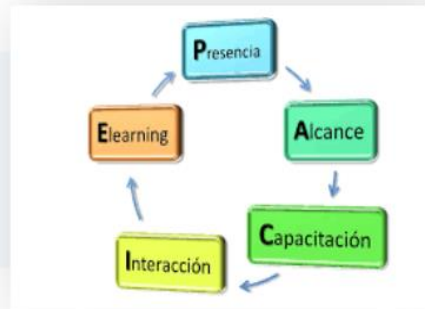 Presencia
Alcance
Capacitación
Interacción
Elearning